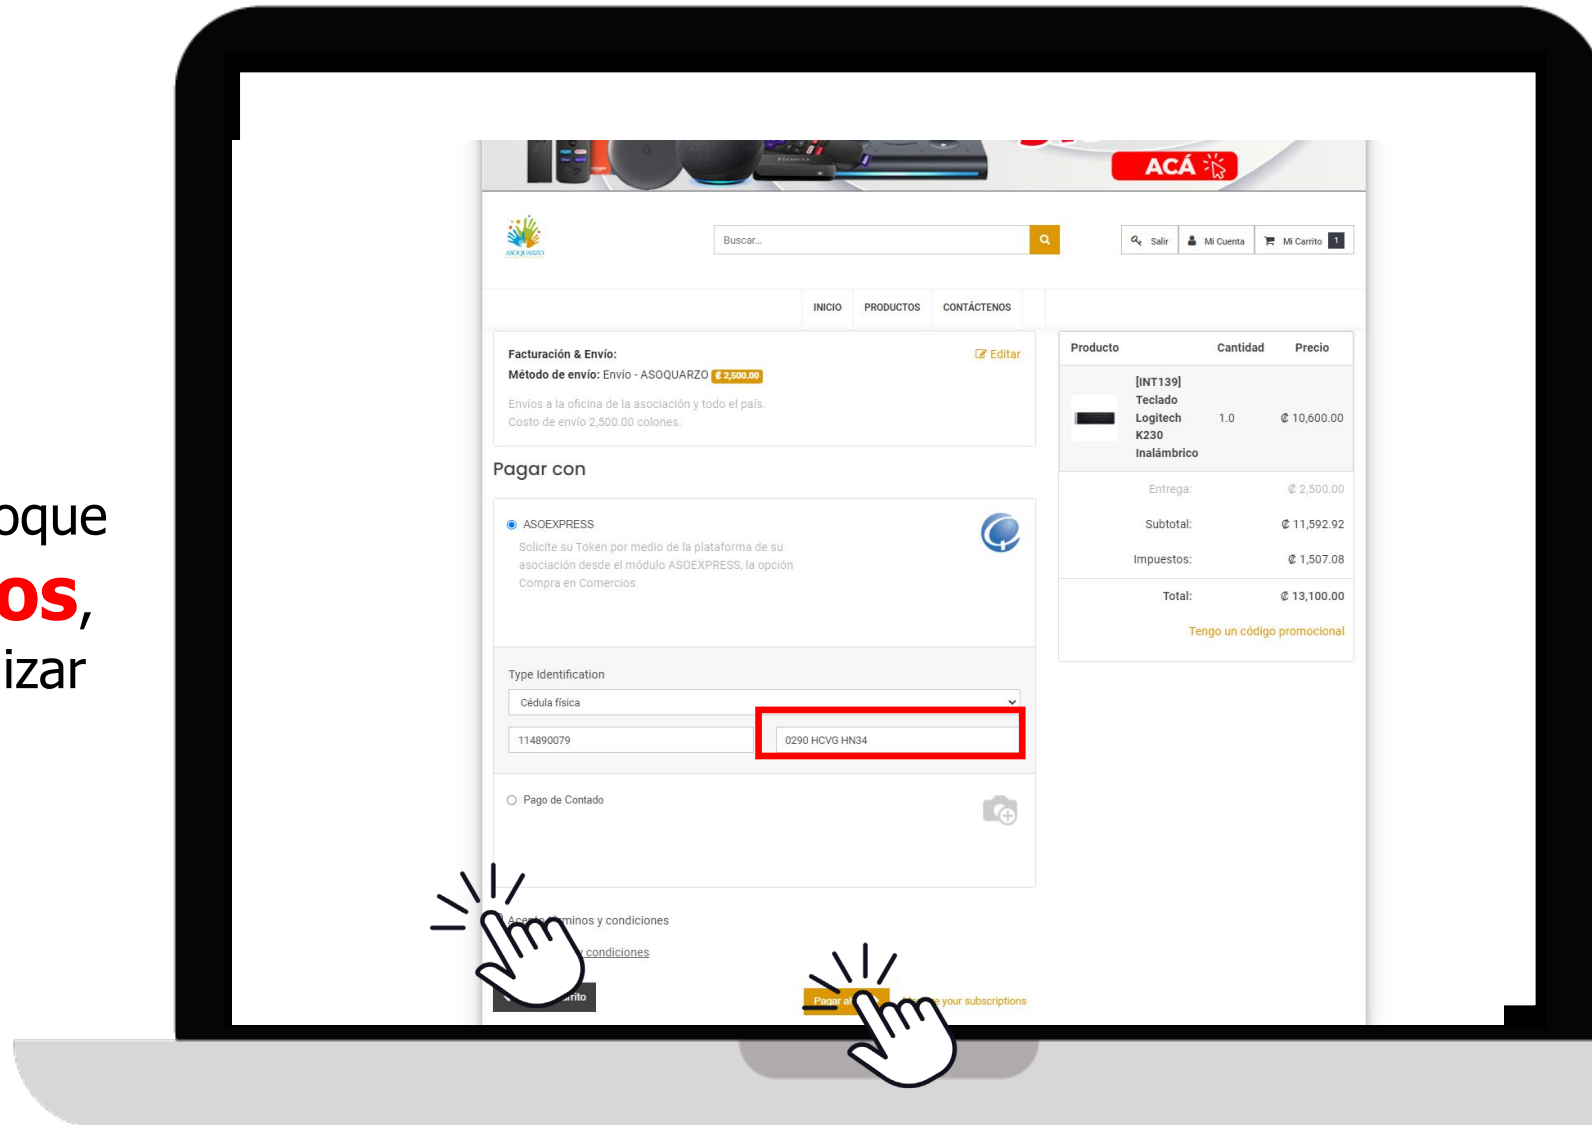 ACÁ
ASOQUARZO
Buscar...
Salir
Mi Cuenta
Mi Carrito 1
INICIO PRODUCTOS CONTÁCTENOS
Facturación & Envío:
Editar
Método de envío: Envío - ASOQUARZO ₡ 2,500.00
Envíos a la oficina de la asociación y todo el país.
Costo de envío 2,500.00 colones.
Producto Cantidad Precio
[INT139]
Teclado
Logitech 1.0 ₡ 10,600.00
K230
Inalámbrico
Entrega: ₡ 2,500.00
Subtotal: ₡ 11,592.92
Impuestos: ₡ 1,507.08
Total: ₡ 13,100.00
Tengo un código promocional
Pagar con
ASOEXPRESS
Solicite su Token por medio de la plataforma de su
asociación desde el módulo ASOEXPRESS, la opción
Compra en Comercios
Type Identification
Cédula física
114890079
0290 HCVG HN34
Pago de Contado
Acepto términos y condiciones
y condiciones
Pagar
your subscriptions
oque
os,
izar